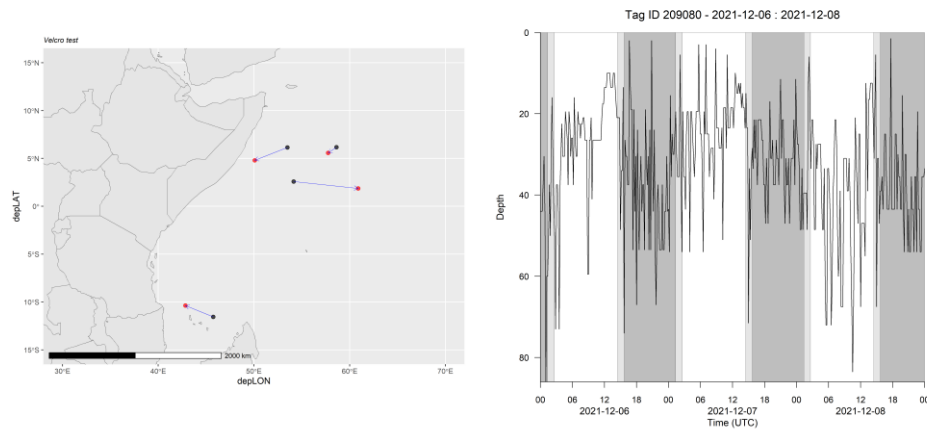 Velcro test
15°N
10°N
5°N
0°
5°S
10°S
15°S
depLAT
2000 km
30°E 40°E 50°E 60°E 70°E
depLON
Tag ID 209080 - 2021-12-06 : 2021-12-08
0
20
40
60
80
Depth
00 06 12 18 00 06 12 18 00 06 12 18 00
2021-12-06 2021-12-07 2021-12-08
Time (UTC)